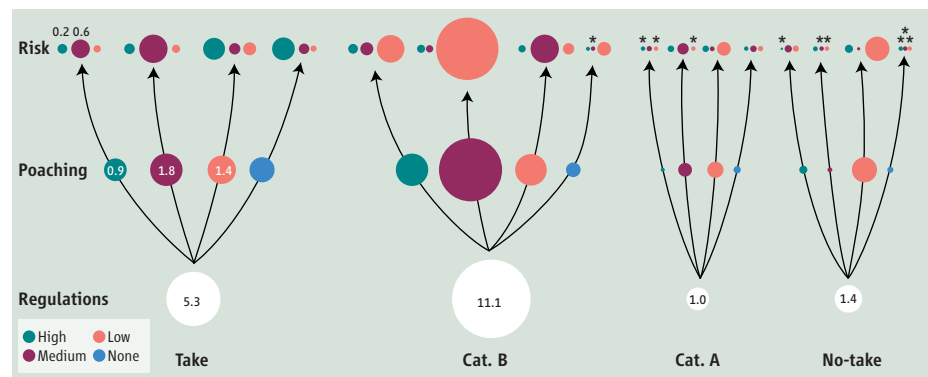 Risk
0.2 0.6
*
* * *
* **
*
**
Poaching
0.9 1.8 1.4
Regulations
5.3 11.1 1.0 1.4
High Low
Medium None
Take Cat. B Cat. A No-take